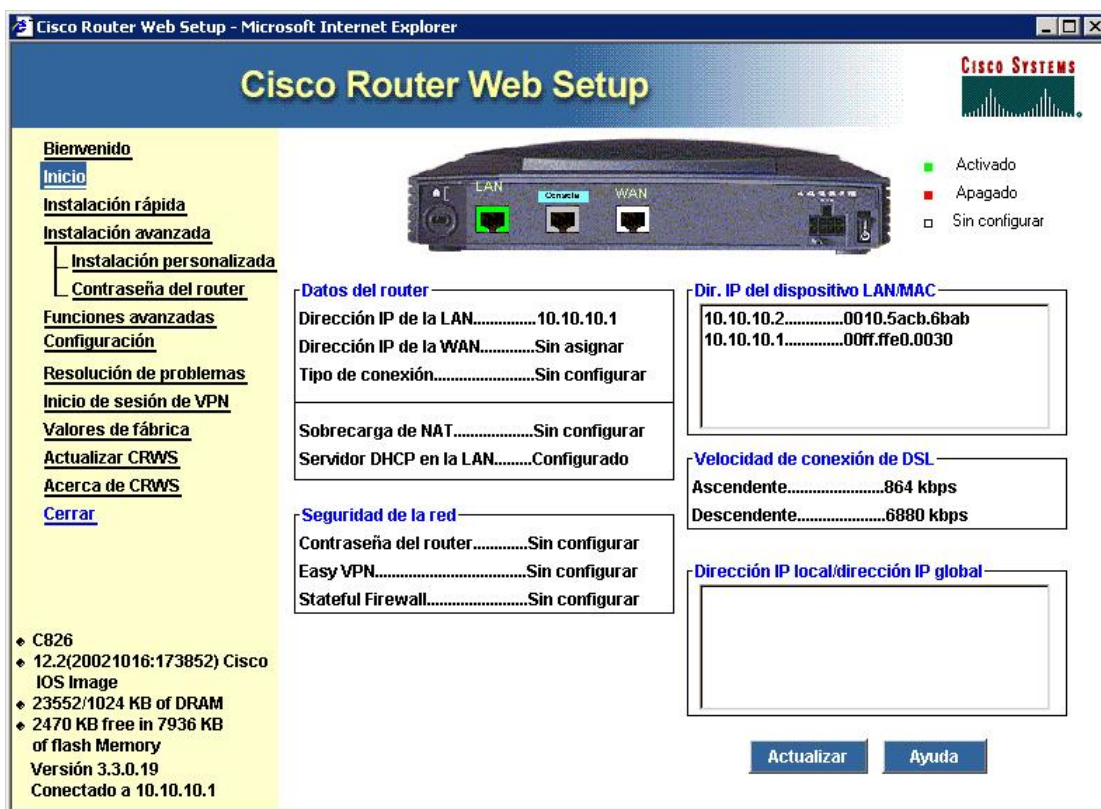 Cisco Router Web Setup - Microsoft Internet Explorer
Cisco Router Web Setup
CISCO SYSTEMS
Bienvenido
Inicio
Instalación rápida
Instalación avanzada
Instalación personalizada
Contraseña del router
Funciones avanzadas
Configuración
Resolución de problemas
Inicio de sesión de VPN
Valores de fábrica
Actualizar CRWS
Acerca de CRWS
Cerrar
C826
12.2(20021016:173852) Cisco
IOS Image
23552/1024 KB of DRAM
2470 KB free in 7936 KB
of flash Memory
Versión 3.3.0.19
Conectado a 10.10.10.1
LAN
Consola
WAN
Activado
Apagado
Sin configurar
Datos del router
Dirección IP de la LAN..............10.10.10.1
Dirección IP de la WAN............Sin asignar
Tipo de conexión.......................Sin configurar
Sobrecarga de NAT..................Sin configurar
Servidor DHCP en la LAN.........Configurado
Seguridad de la red
Contraseña del router............Sin configurar
Easy VPN..................................Sin configurar
Stateful Firewall.......................Sin configurar
Dir. IP del dispositivo LAN/MAC
10.10.10.2.............0010.5acb.6bab
10.10.10.1.............00ff.ffe0.0030
Velocidad de conexión de DSL
Ascendente......................864 kbps
Descendente.....................6880 kbps
Dirección IP local/dirección IP global
Actualizar
Ayuda